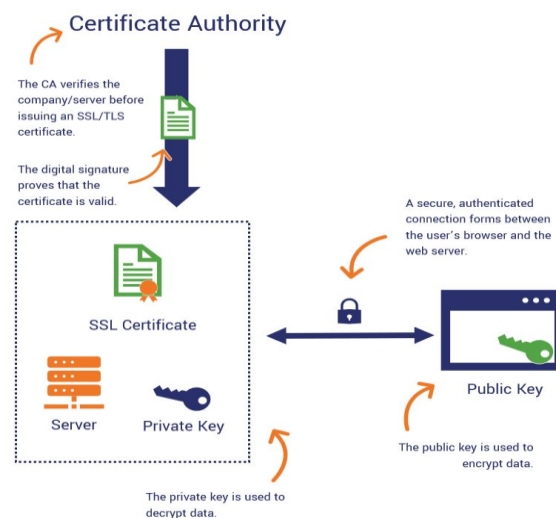 Certificate Authority
The CA verifies the
company/server before
issuing an SSL/TLS
certificate.
The digital signature
proves that the
certificate is valid.
A secure, authenticated
connection forms between
the user's browser and the
web server.
SSL Certificate
Server
Private Key
Public Key
The public key is used to
encrypt data.
The private key is used to
decrypt data.